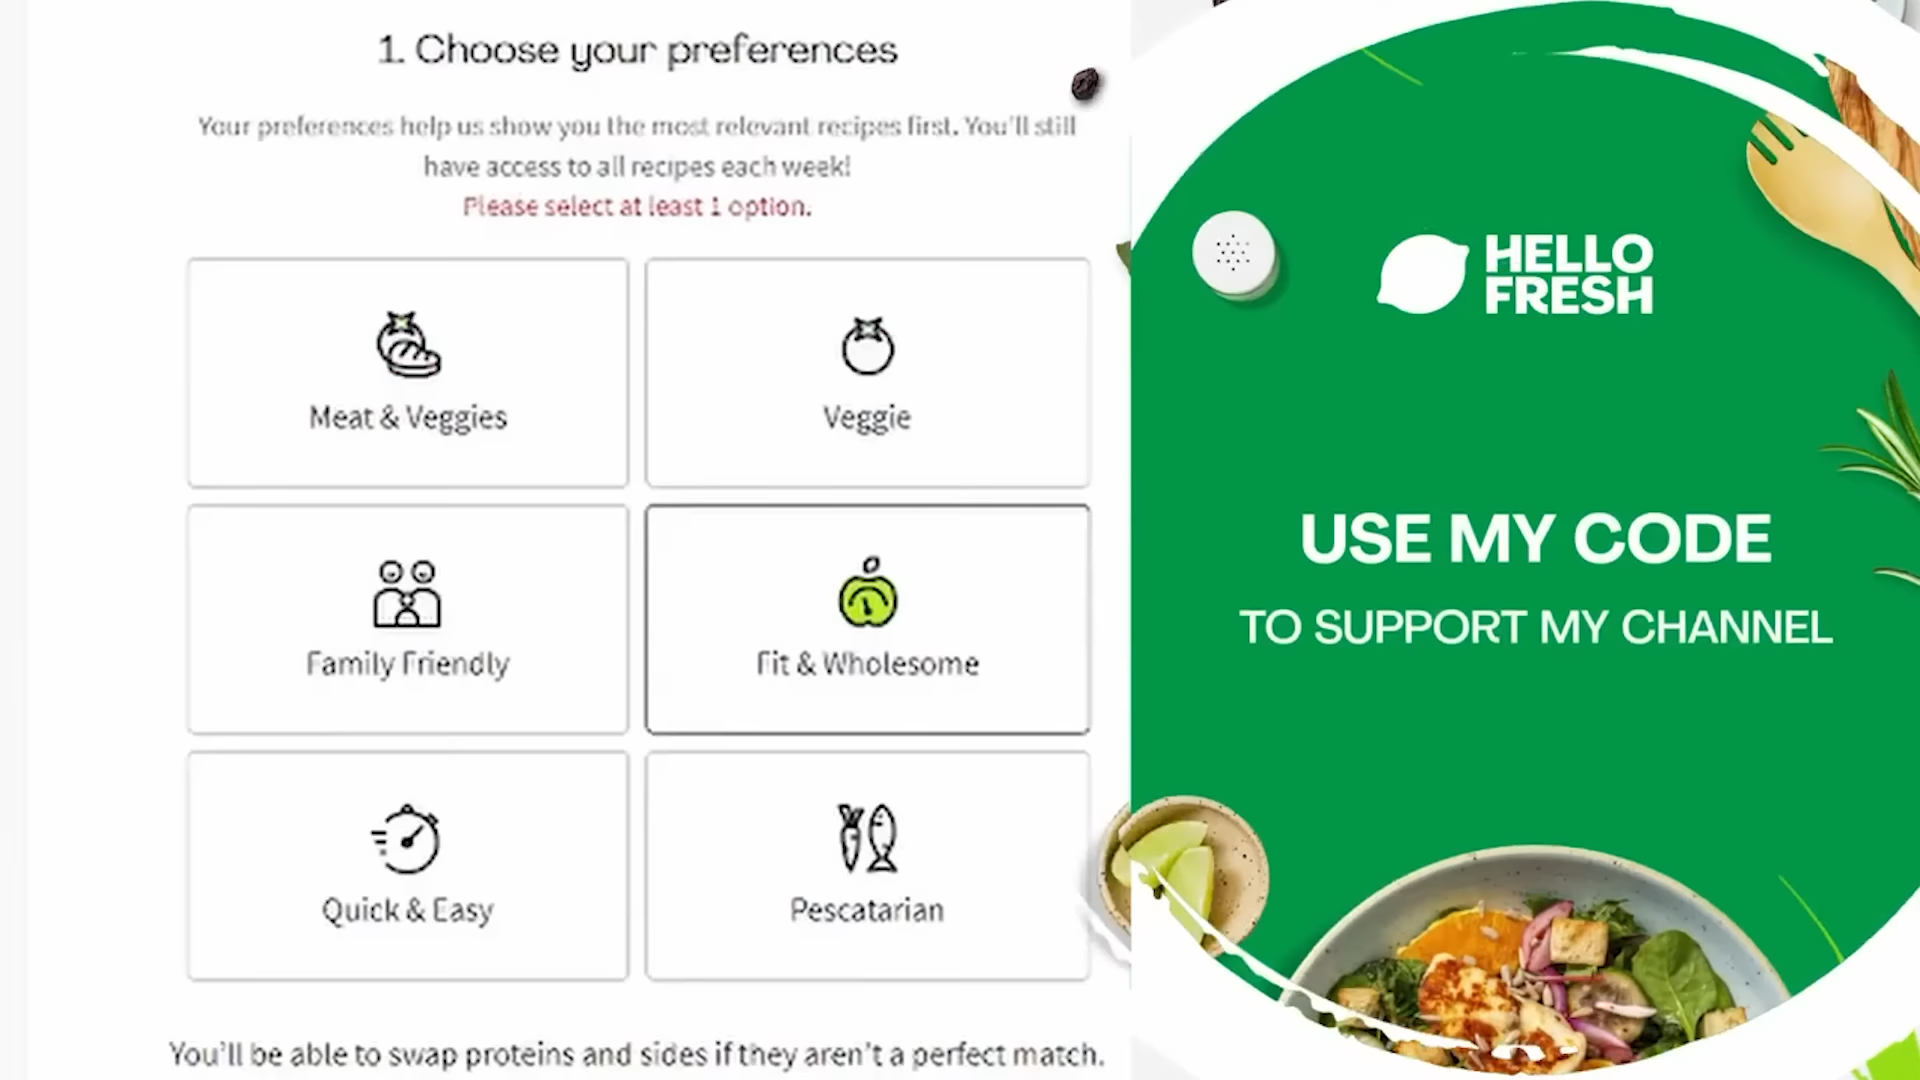 1. Choose your preferences
Your preferences help us show you the most relevant recipes first. You'll still
have access to all recipes each week!
Please select at least 1 option.
Meat & Veggies
Veggie
Family Friendly
Fit & Wholesome
Quick & Easy
Pescatarian
You'll be able to swap proteins and sides if they aren't a perfect match.
HELLO
FRESH
USE MY CODE
TO SUPPORT MY CHANNEL